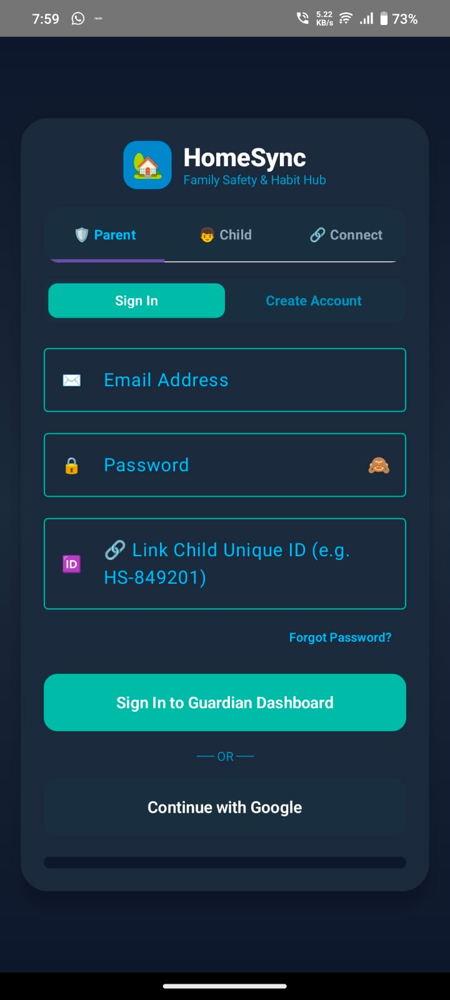 7:59
5.22
KB/s
73%
HomeSync
Family Safety & Habit Hub
Parent
Child
Connect
Sign In
Create Account
Email Address
Password
ID
Link Child Unique ID (e.g.
HS-849201)
Forgot Password?
Sign In to Guardian Dashboard
OR
Continue with Google